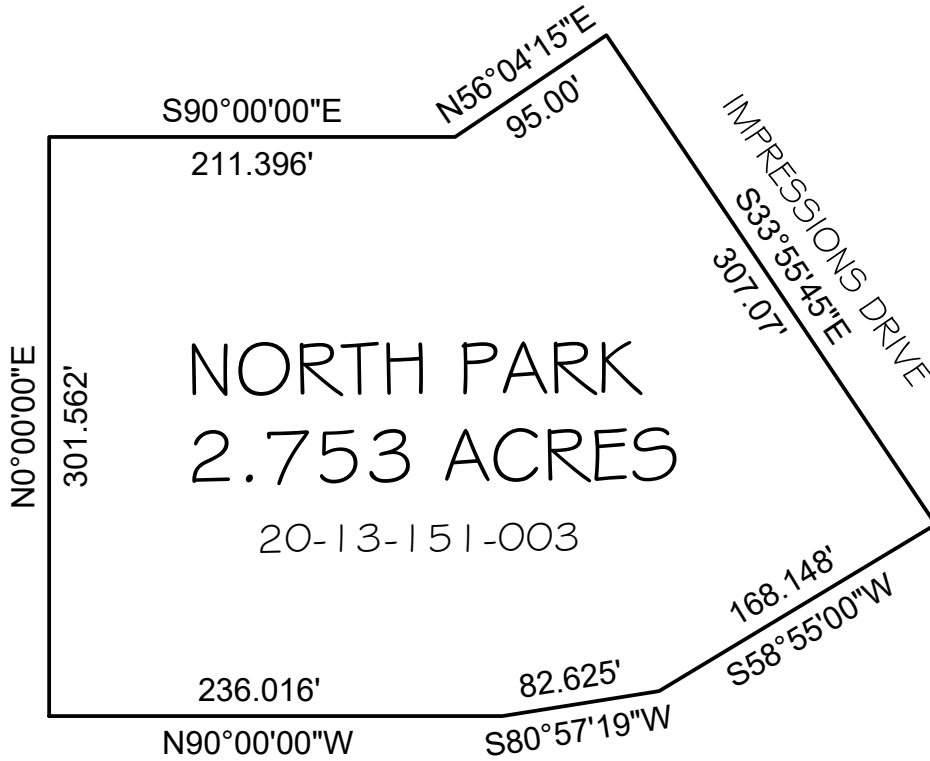 N56°04'15"E
95.00'
S90°00'00"E
211.396'
IMPRESSIONS DRIVE
S33°55'45"E
307.07'
N0°00'00"E
301.562'
NORTH PARK
2.753 ACRES
20-13-151-003
168.148'
S58°55'00"W
82.625'
S80°57'19"W
236.016'
N90°00'00"W